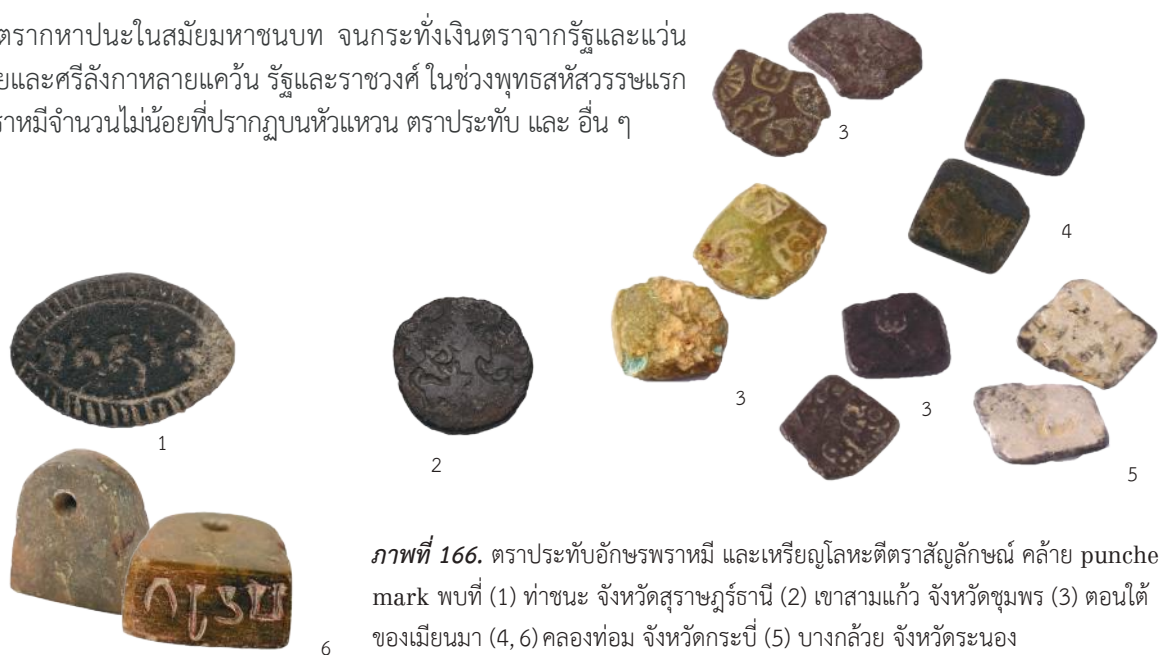 ตรากหาปนะในสมัยมหาชนบท จนกระทั่งเงินตราจากรัฐและแว่น
ยและศรีลังกาหลายแคว้น รัฐและราชวงศ์ ในช่วงพุทธสหัสวรรษแรก
ราหมีจำนวนไม่น้อยที่ปรากฏบนหัวแหวน ตราประทับ และ อื่น ๆ
3
4
3
3
5
1
2
6
ภาพที่ 166. ตราประทับอักษรพราหมี และเหรียญโลหะตีตราสัญลักษณ์ คล้าย punche
mark พบที่ (1) ท่าชนะ จังหวัดสุราษฎร์ธานี (2) เขาสามแก้ว จังหวัดชุมพร (3) ตอนใต้
ของเมียนมา (4, 6) คลองท่อม จังหวัดกระบี่ (5) บางกล้วย จังหวัดระนอง